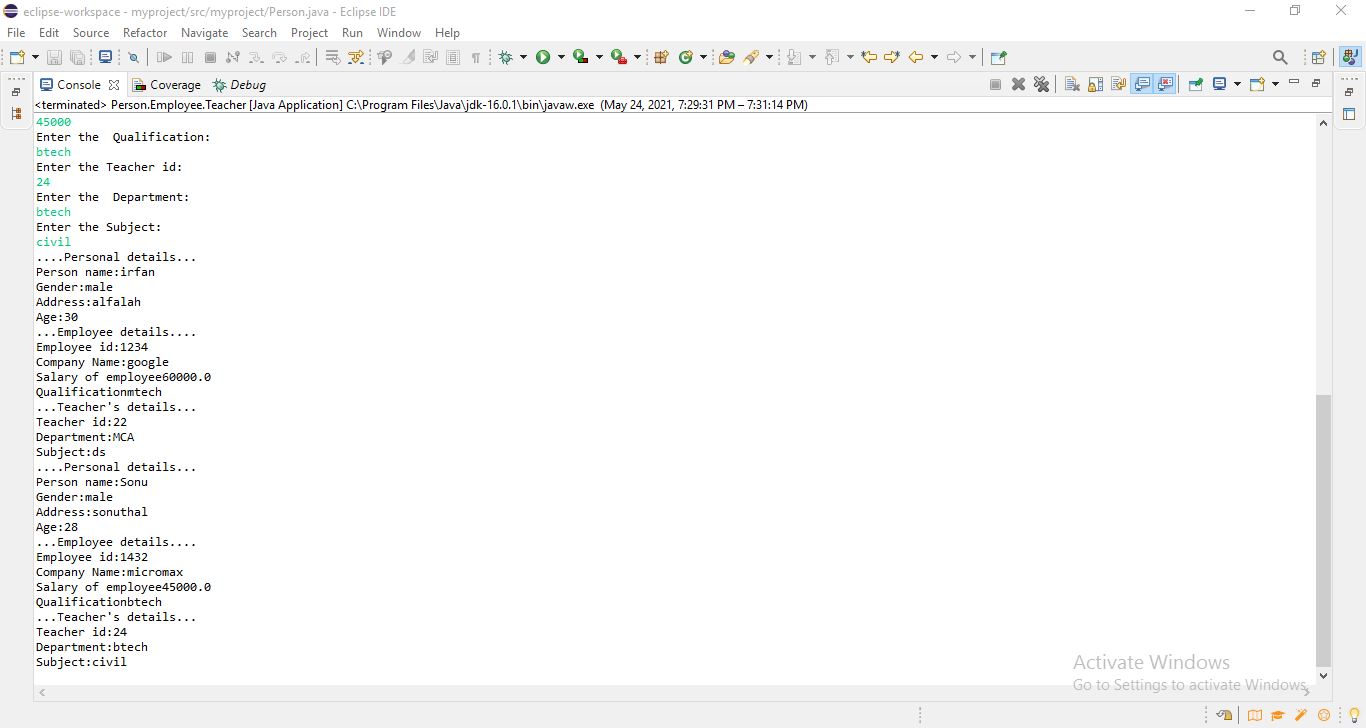 eclipse-workspace - myproject/src/myproject/Person.java - Eclipse IDE
File Edit Source Refactor Navigate Search Project Run Window Help
Console Coverage Debug
<terminated> Person.Employee.Teacher [Java Application] C:\Program Files\Java\jdk-16.0.1\bin\javaw.exe (May 24, 2021, 7:29:31 PM – 7:31:14 PM)
45000
Enter the  Qualification:
btech
Enter the Teacher id:
24
Enter the  Department:
btech
Enter the Subject:
civil
....Personal details...
Person name:irfan
Gender:male
Address:alfalah
Age:30
...Employee details....
Employee id:1234
Company Name:google
Salary of employee60000.0
Qualificationmtech
...Teacher's details...
Teacher id:22
Department:MCA
Subject:ds
....Personal details...
Person name:Sonu
Gender:male
Address:sonuthal
Age:28
...Employee details....
Employee id:1432
Company Name:micromax
Salary of employee45000.0
Qualificationbtech
...Teacher's details...
Teacher id:24
Department:btech
Subject:civil
Activate Windows
Go to Settings to activate Windows.